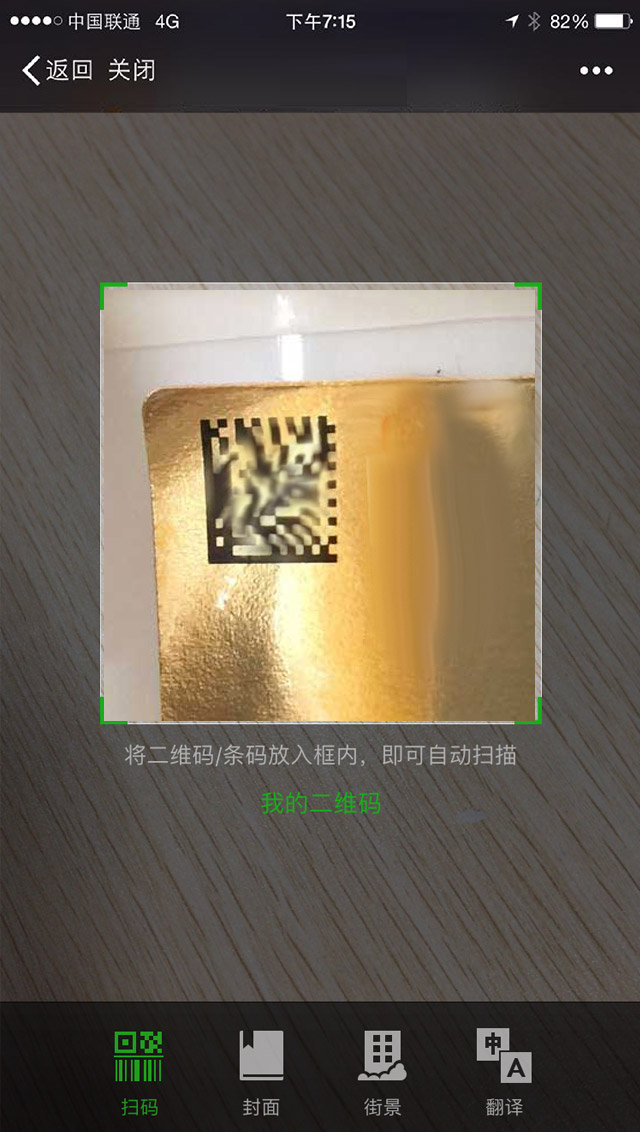 中国联通 4G 下午7:15 82%
返回 关闭
将二维码/条码放入框内，即可自动扫描
我的二维码
中 A
扫码 封面 街景 翻译